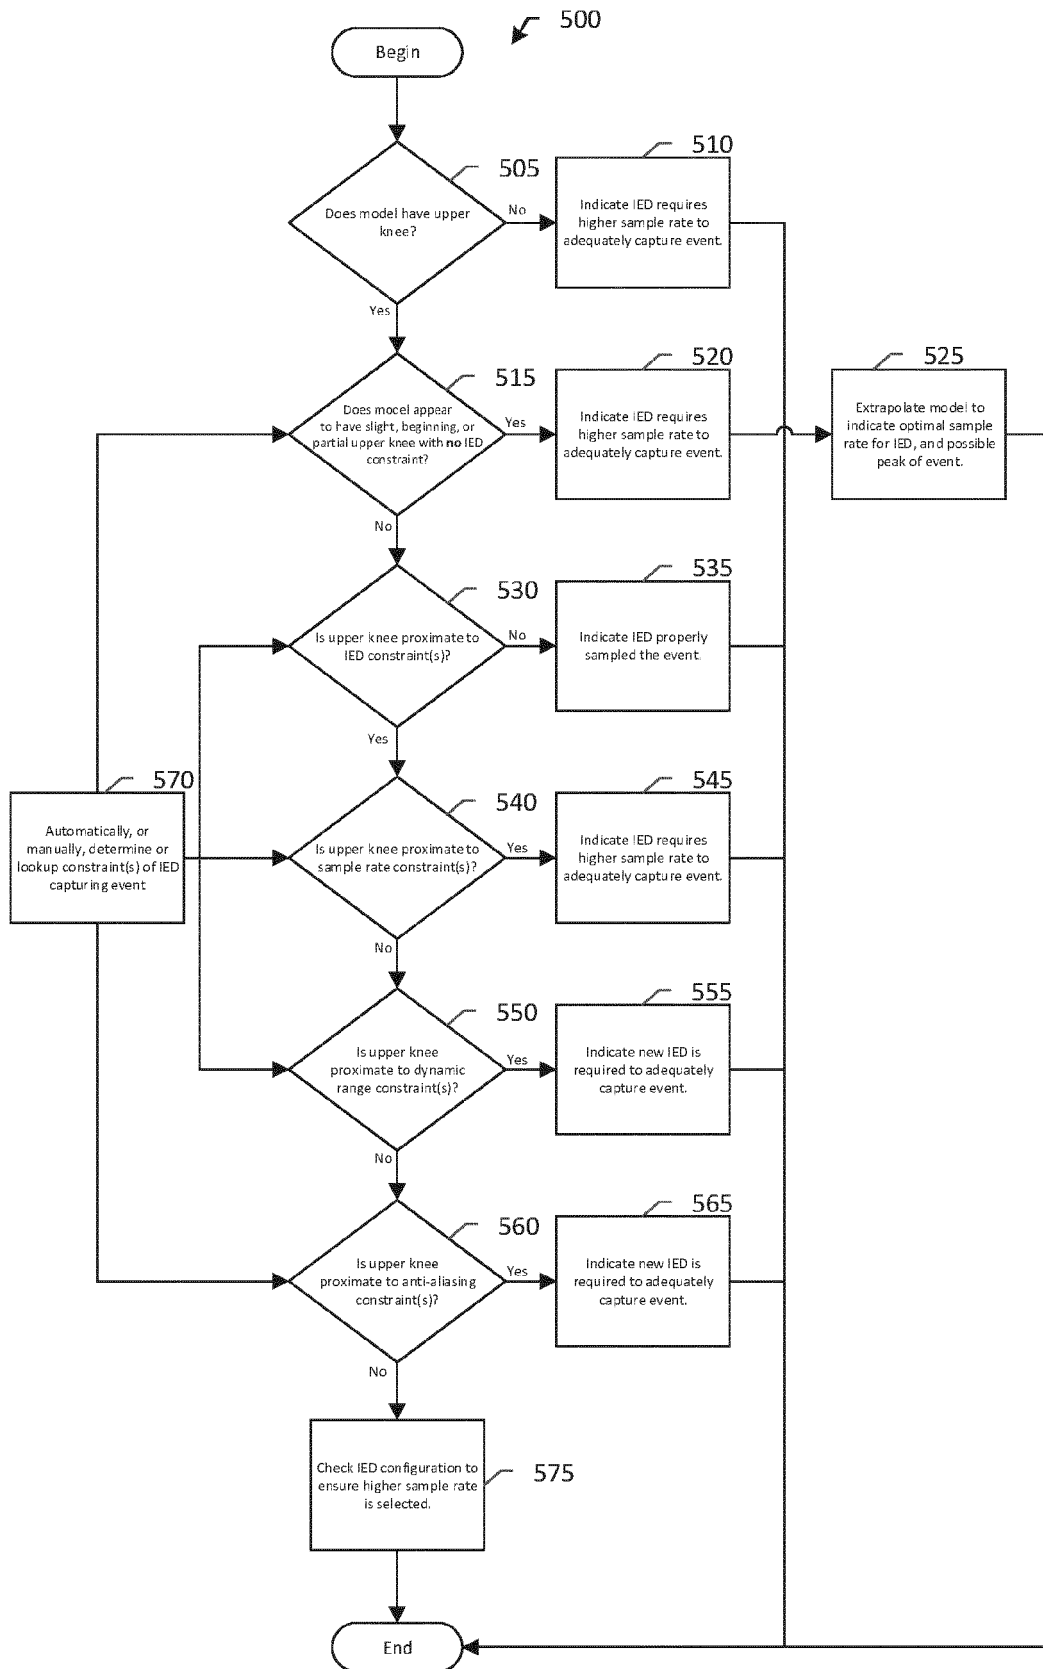 500
Begin
505
Does model have upper
knee?
No
Yes
510
Indicate IED requires
higher sample rate to
adequately capture event.
515
Does model appear
to have slight, beginning, or
partial upper knee with no IED
constraint?
Yes
No
520
Indicate IED requires
higher sample rate to
adequately capture event.
525
Extrapolate model to
indicate optimal sample
rate for IED, and possible
peak of event.
530
Is upper knee proximate to
IED constraint(s)?
No
Yes
535
Indicate IED properly
sampled the event.
570
Automatically, or
manually, determine or
lookup constraint(s) of IED
capturing event
540
Is upper knee proximate to
sample rate constraint(s)?
Yes
No
545
Indicate IED requires
higher sample rate to
adequately capture event.
550
Is upper knee
proximate to dynamic
range constraint(s)?
Yes
No
555
Indicate new IED is
required to adequately
capture event.
560
Is upper knee
proximate to anti-aliasing
constraint(s)?
Yes
No
565
Indicate new IED is
required to adequately
capture event.
575
Check IED configuration to
ensure higher sample rate
is selected.
End